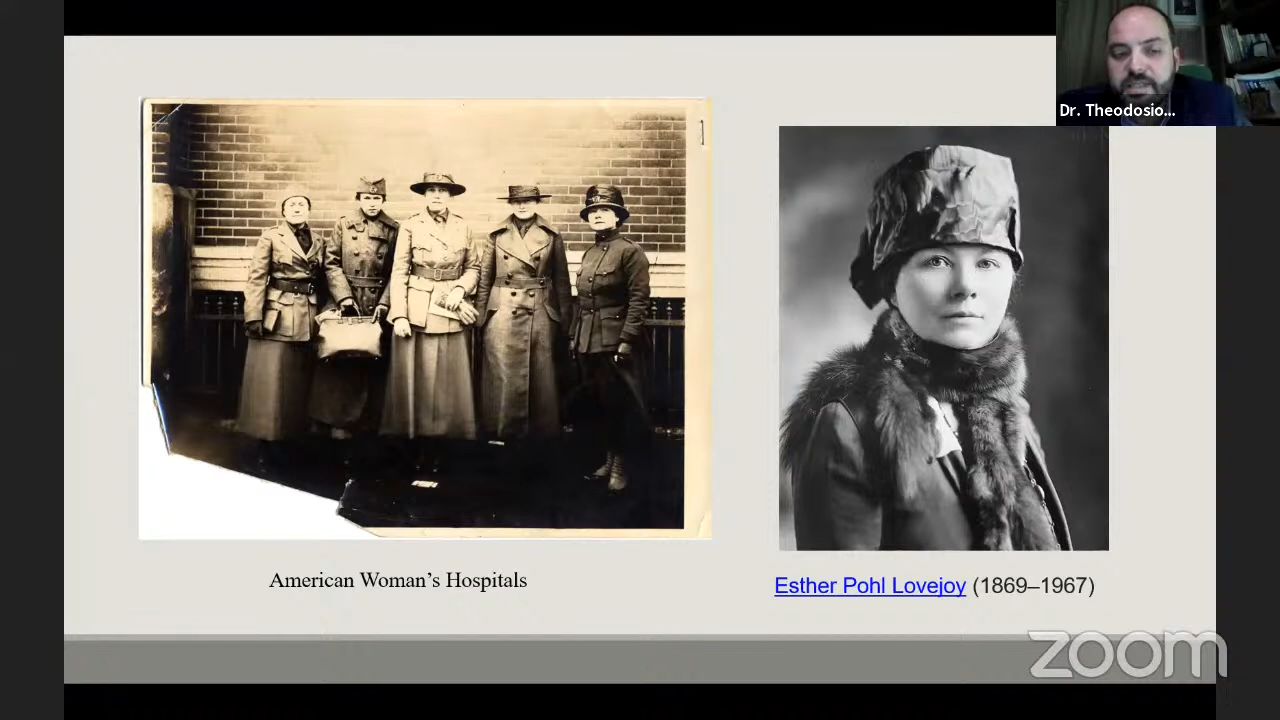 Dr. Theodosio...
American Woman's Hospitals
Esther Pohl Lovejoy (1869–1967)
zoom